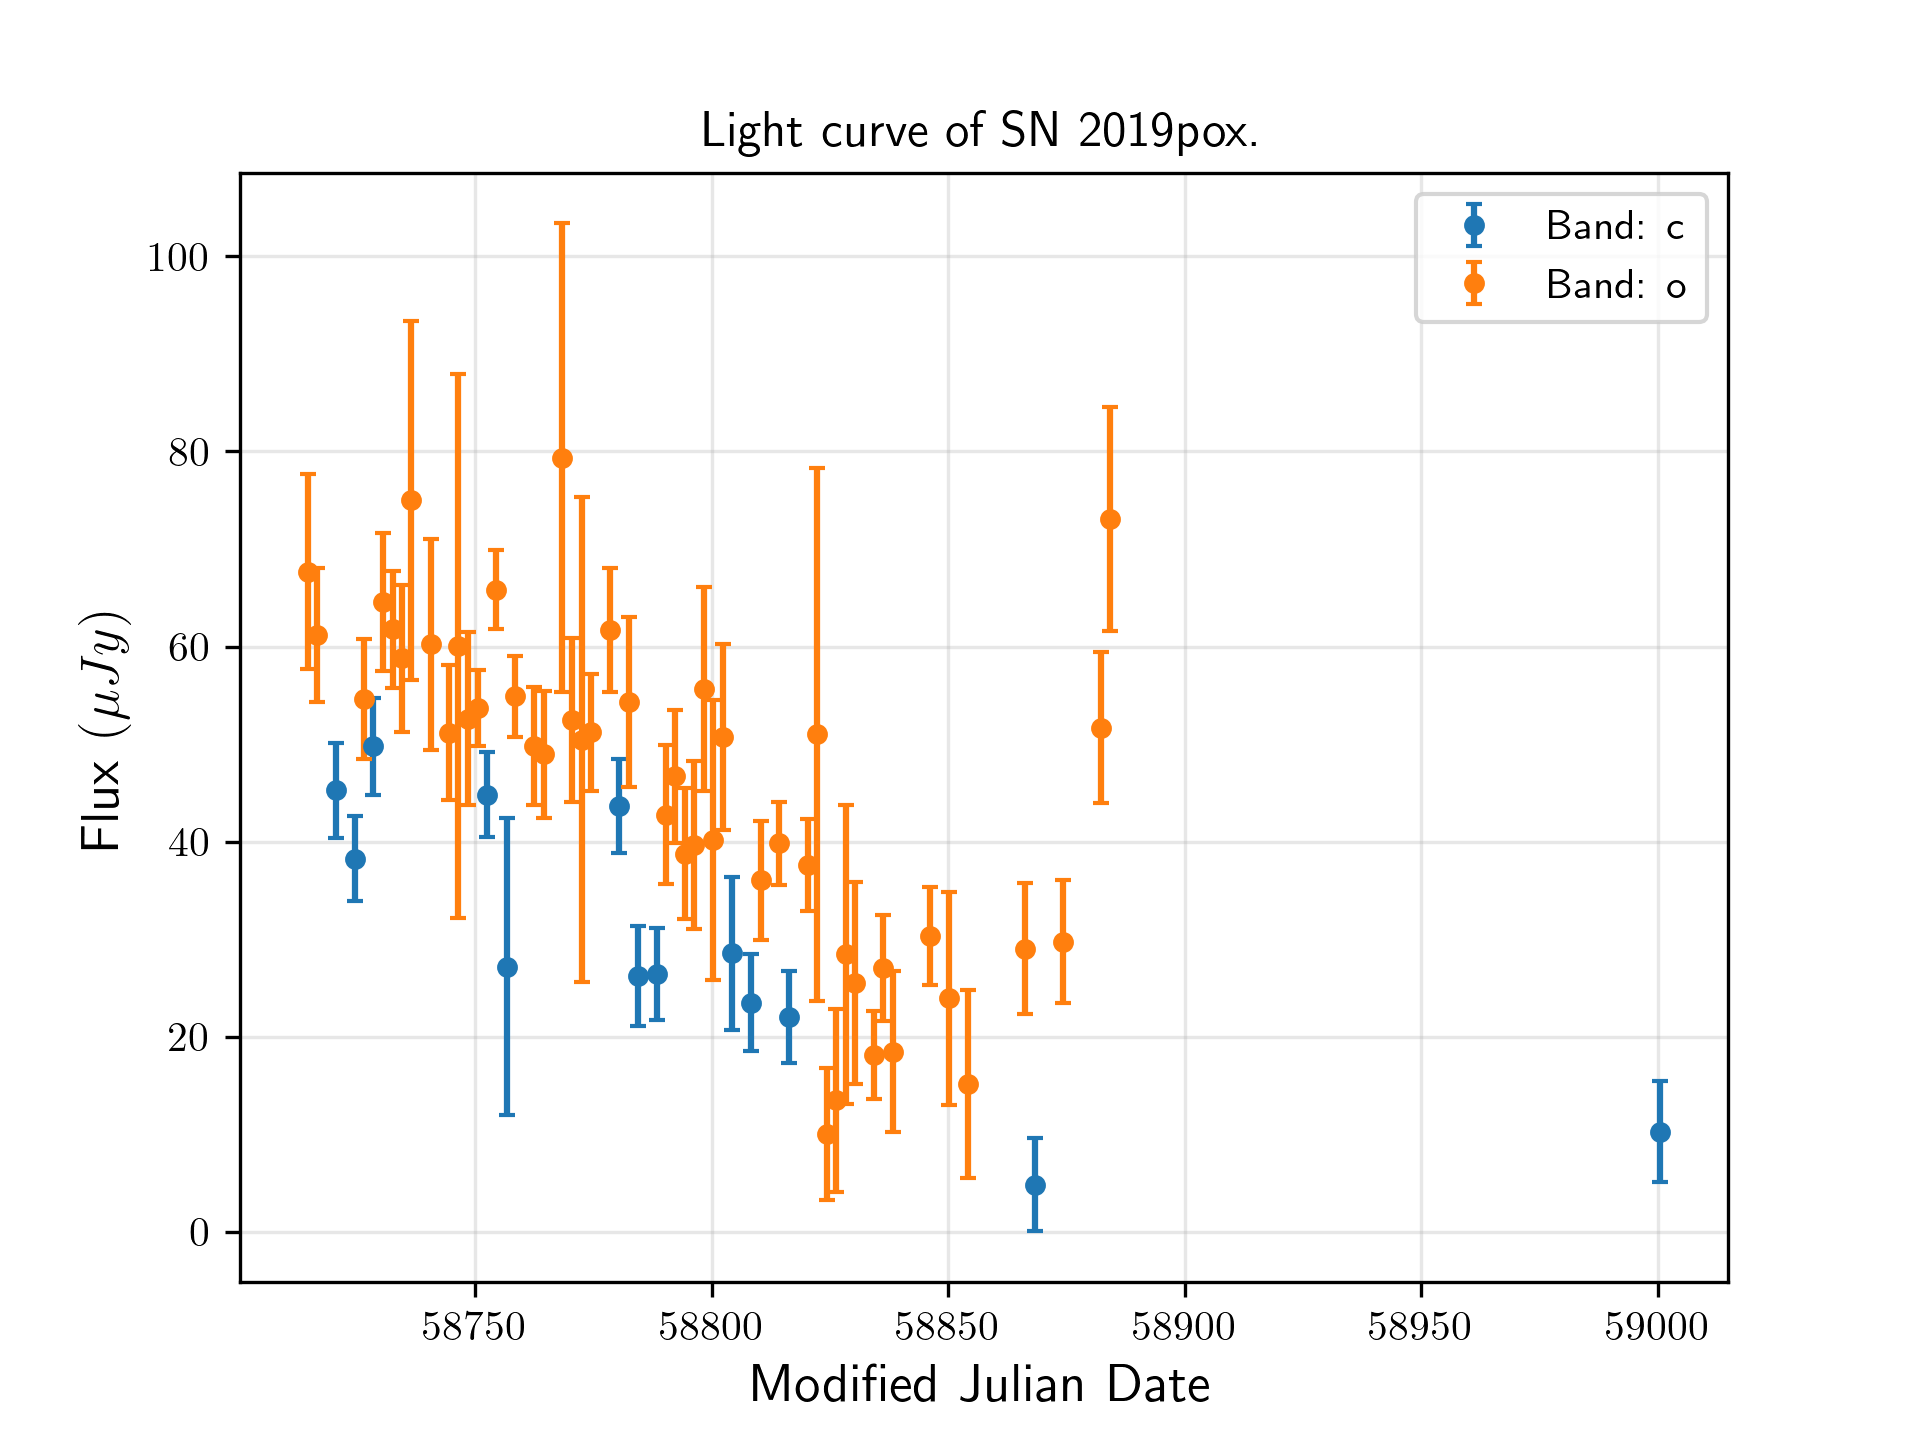 Light curve of SN 2019pox.
Band: c
Band: o
100
80
60
40
20
0
Flux (μJy)
58750 58800 58850 58900 58950 59000
Modified Julian Date